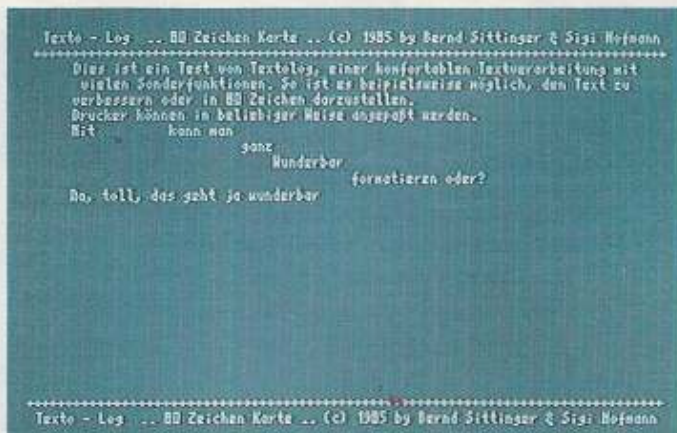 Texto - Log .. 80 Zeichen Karte .. (c) 1985 by Bernd Sittinger & Sigi Hofmann
Dies ist ein Test von Textolog, einer komfortablen Textverarbeitung mit
vielen Sonderfunktionen. So ist es beipielsweise möglich, den Text zu
verbessern oder in 80 Zeichen darzustellen.
Drucker können in beliebiger Weise angepaßt werden.
Mit kann man
ganz
Wunderbar
formatieren oder?
Da, toll, das geht ja wunderbar
Texto - Log .. 80 Zeichen Karte .. (c) 1985 by Bernd Sittinger & Sigi Hofmann